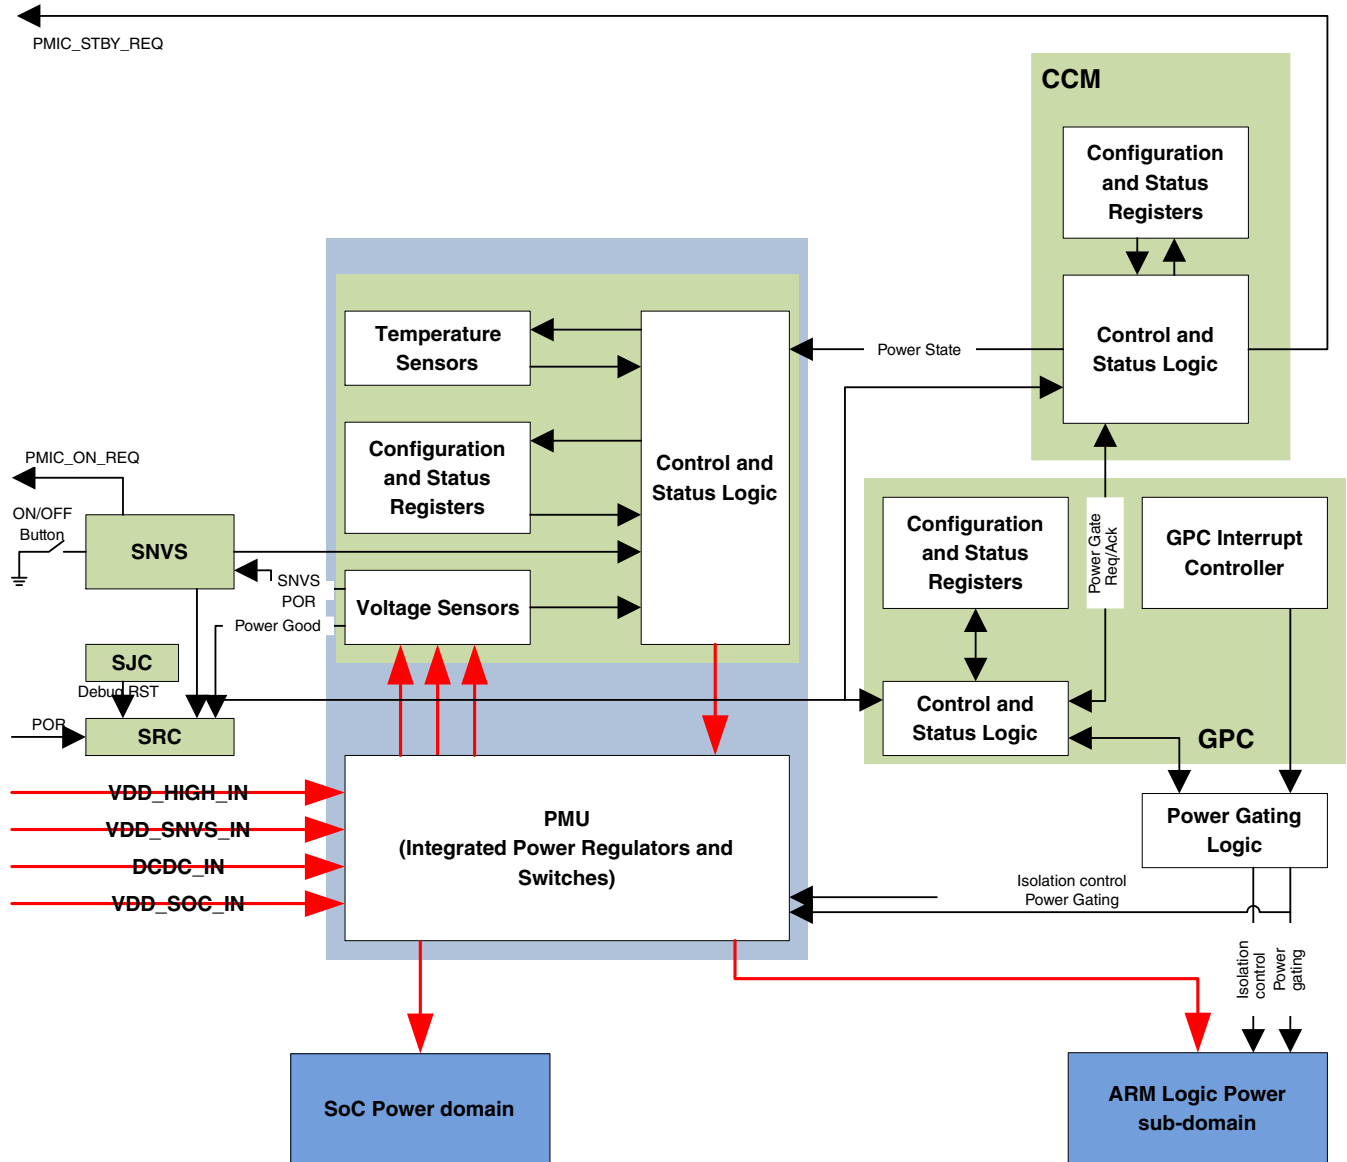 PMIC_STBY_REQ
CCM
Configuration
and Status
Registers
Control and
Status Logic
Power State
Temperature
Sensors
Configuration
and Status
Registers
Control and
Status Logic
Voltage Sensors
PMIC_ON_REQ
ON/OFF
Button
SNVS
SNVS
POR
Power Good
SJC
Debug RST
POR
SRC
Configuration
and Status
Registers
Power Gate
Req/Ack
GPC Interrupt
Controller
Control and
Status Logic
GPC
VDD_HIGH_IN
VDD_SNVS_IN
DCDC_IN
VDD_SOC_IN
PMU
(Integrated Power Regulators and
Switches)
Power Gating
Logic
Isolation control
Power Gating
Isolation
control
Power
gating
SoC Power domain
ARM Logic Power
sub-domain